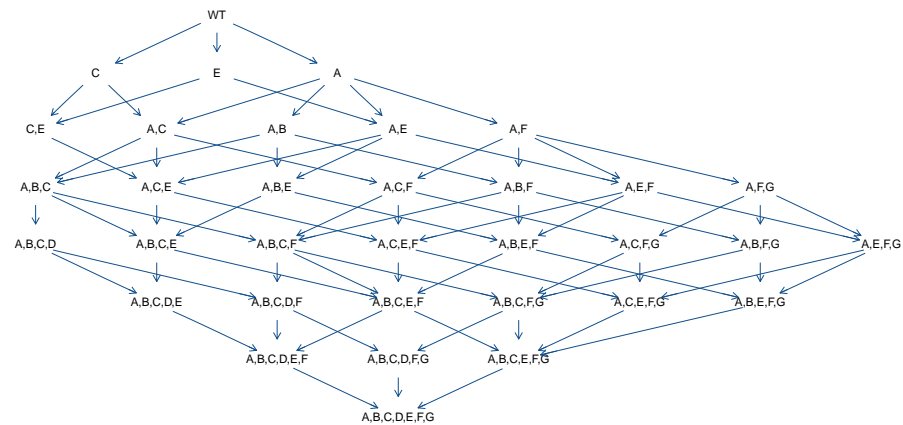 WT
C E A
C,E A,C A,B A,E A,F
A,B,C A,C,E A,B,E A,C,F A,B,F A,E,F A,F,G
A,B,C,D A,B,C,E A,B,C,F A,C,E,F A,B,E,F A,C,F,G A,B,F,G A,E,F,G
A,B,C,D,E A,B,C,D,F A,B,C,E,F A,B,C,F,G A,C,E,F,G A,B,E,F,G
A,B,C,D,E,F A,B,C,D,F,G A,B,C,E,F,G
A,B,C,D,E,F,G